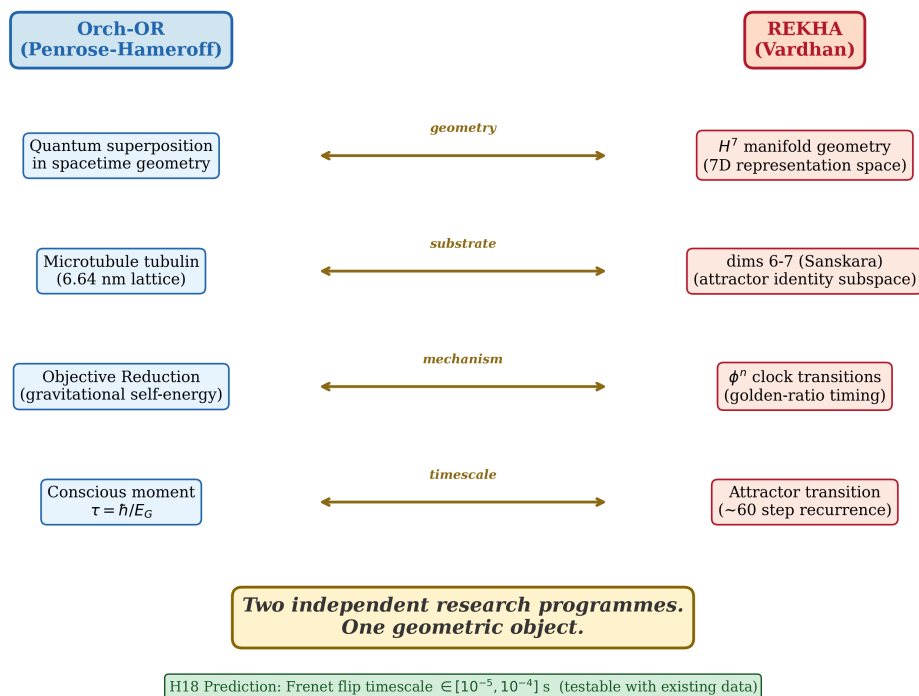 Orch-OR
(Penrose-Hameroff)
REKHA
(Vardhan)
geometry
Quantum superposition
in spacetime geometry
H⁷ manifold geometry
(7D representation space)
substrate
Microtubule tubulin
(6.64 nm lattice)
dims 6-7 (Sanskara)
(attractor identity subspace)
mechanism
Objective Reduction
(gravitational self-energy)
ϕⁿ clock transitions
(golden-ratio timing)
timescale
Conscious moment
τ = ℏ/E_G
Attractor transition
(~60 step recurrence)
Two independent research programmes.
One geometric object.
H18 Prediction: Frenet flip timescale ∈ [10⁻⁵, 10⁻⁴] s (testable with existing data)